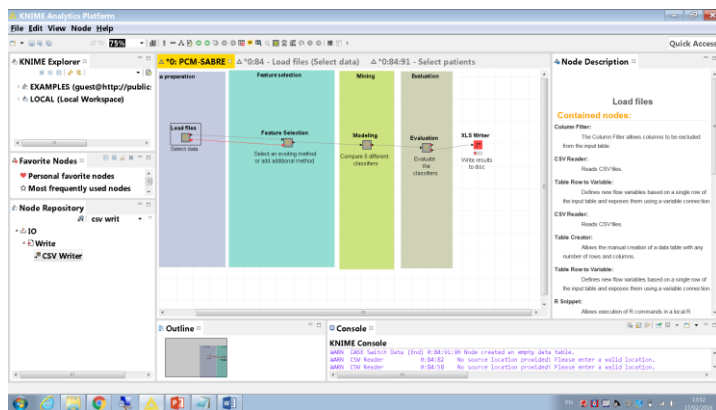 KNIME Analytics Platform
File Edit View Node Help
75%
Quick Access
KNIME Explorer
EXAMPLES (guest@http://public:
LOCAL (Local Workspace)
Favorite Nodes
Personal favorite nodes
Most frequently used nodes
Node Repository
csv writ
IO
Write
CSV Writer
*0: PCM-SABRE
*0:84 - Load files (Select data)
*0:84:91 - Select patients
a preparation
Feature selection
Mining
Evaluation
Load files
Select data
Feature Selection
Select an existing method
or add additional method
Modeling
Compare 6 different
classifiers
Evaluation
Evaluate
the
classifiers
XLS Writer
Write results
to disc
Node Description
Load files
Contained nodes:
Column Filter:
The Column Filter allows columns to be excluded
from the input table.
CSV Reader:
Reads CSV files.
Table Row to Variable:
Defines new flow variables based on a single row of
the input table and exposes them using a variable connection.
CSV Reader:
Reads CSV files.
Table Creator:
Allows the manual creation of a data table with any
number of rows and columns.
Table Row to Variable:
Defines new flow variables based on a single row of
the input table and exposes them using a variable connection.
R Snippet:
Allows execution of R commands in a local R
Outline
Console
KNIME Console
WARN CASE Switch Data (End) 0:84:91:96 Node created an empty data table.
WARN CSV Reader 0:84:82 No source location provided! Please enter a valid location.
WARN CSV Reader 0:84:58 No source location provided! Please enter a valid location.
EN
13:52
17/02/2016